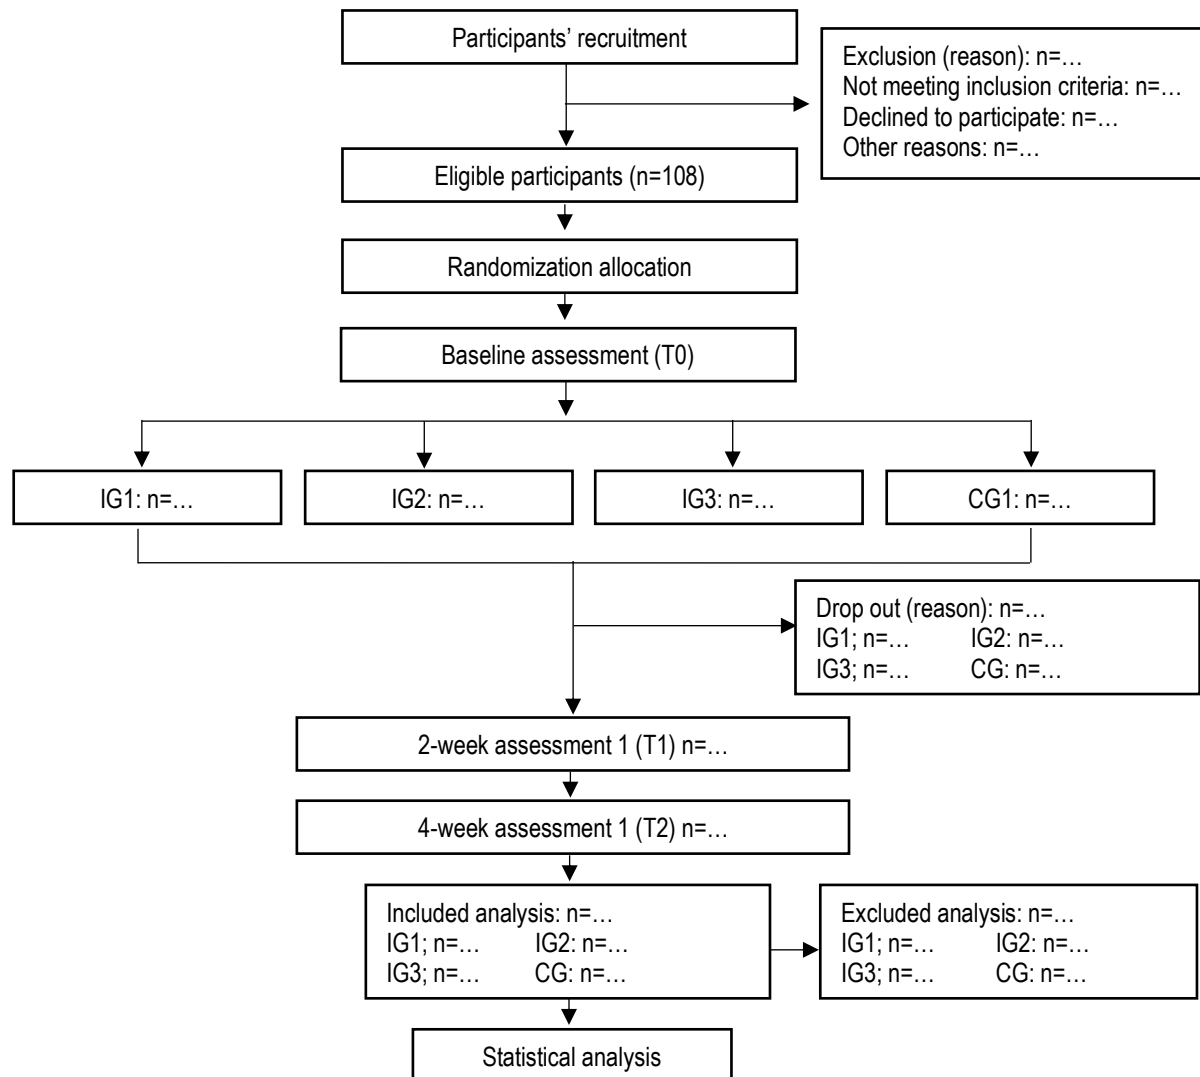 Participants’ recruitment
Exclusion (reason): n=…
Not meeting inclusion criteria: n=…
Declined to participate: n=…
Other reasons: n=…
Eligible participants (n=108)
Randomization allocation
Baseline assessment (T0)
IG1: n=…
IG2: n=…
IG3: n=…
CG1: n=…
Drop out (reason): n=…
IG1; n=… IG2: n=…
IG3; n=… CG: n=…
2-week assessment 1 (T1) n=…
4-week assessment 1 (T2) n=…
Included analysis: n=…
IG1; n=… IG2: n=…
IG3; n=… CG: n=…
Excluded analysis: n=…
IG1; n=… IG2: n=…
IG3; n=… CG: n=…
Statistical analysis